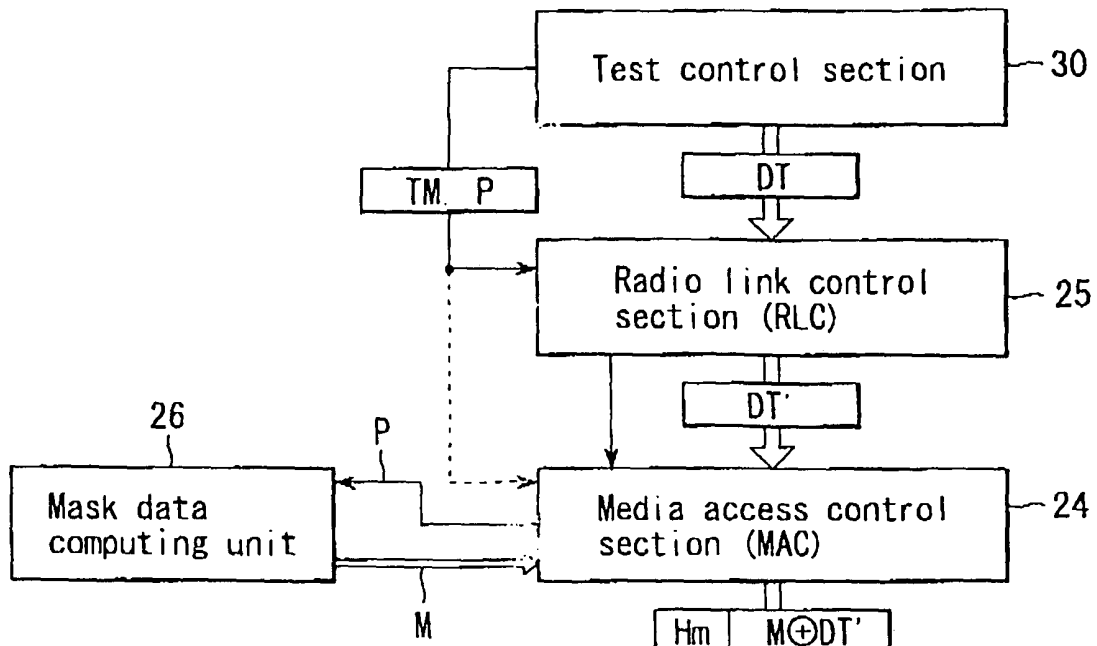 Test control section
30
DT
TM. P
Radio link control
section (RLC)
25
DT'
26
P
Mask data
computing unit
Media access control
section (MAC)
24
M
Hm
M⊕DT'